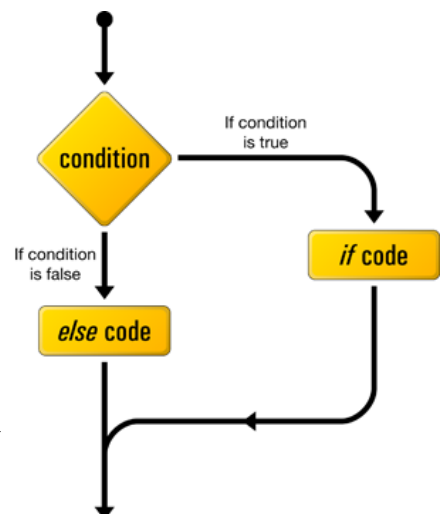 If condition
is true
condition
If condition
is false
if code
else code